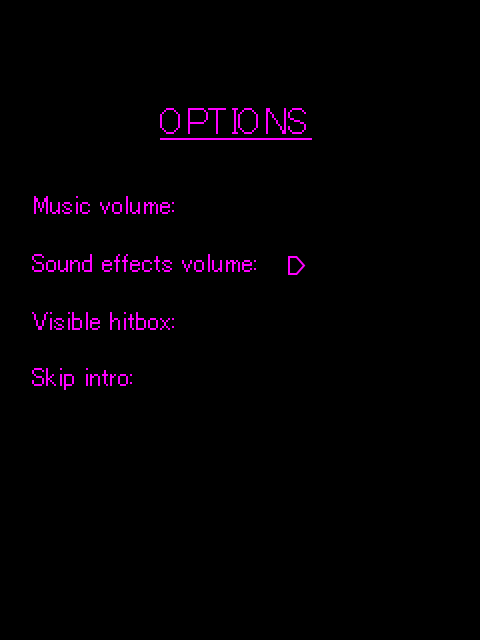 OPTIONS
Music volume:
Sound effects volume:
Visible hitbox:
Skip intro: